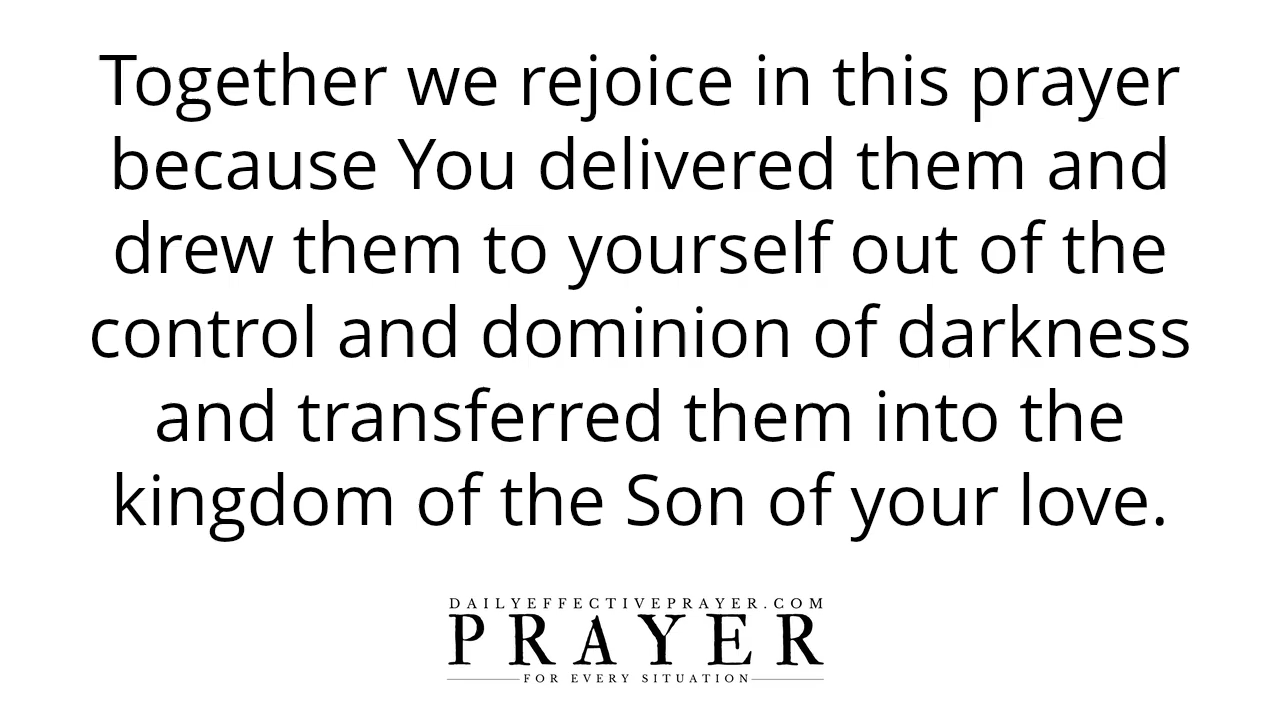 Together we rejoice in this prayer
because You delivered them and
drew them to yourself out of the
control and dominion of darkness
and transferred them into the
kingdom of the Son of your love.
DAILYEFFECTIVEPRAYER.COM
PRAYER
FOR EVERY SITUATION